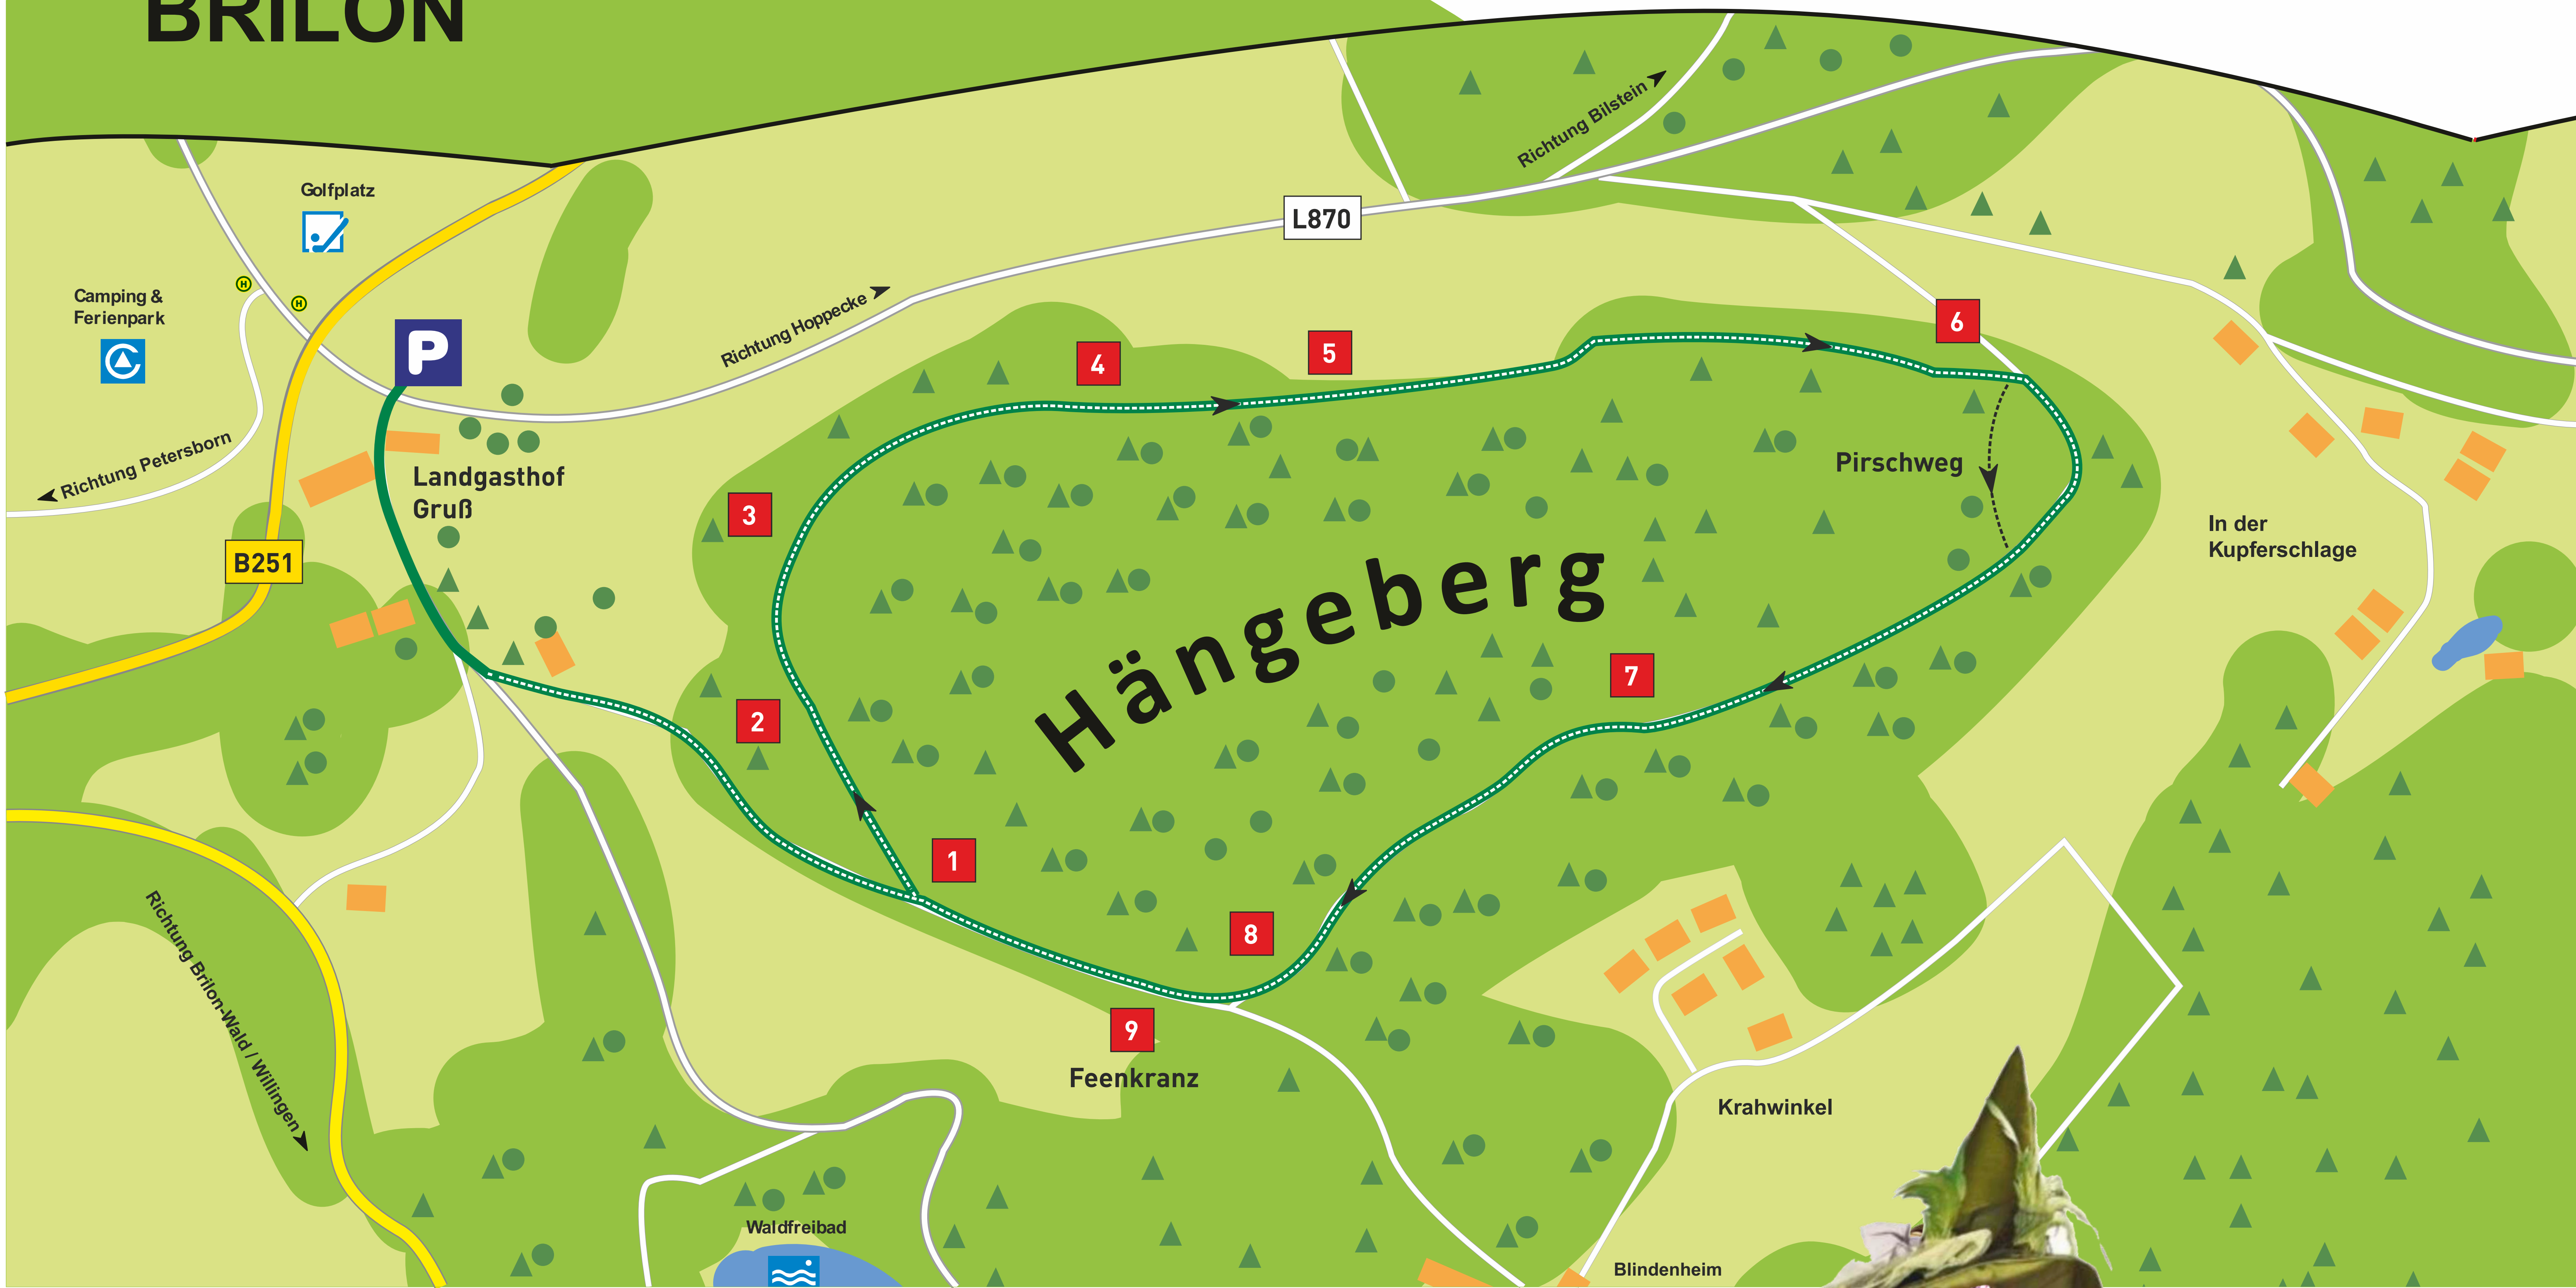 BRILON
Golfplatz
Camping &
Ferienpark
H
H
P
Richtung Petersborn
Landgasthof
Gruß
B251
Richtung Hoppecke
L870
Richtung Bilstein
4
5
6
3
Pirschweg
In der
Kupferschlage
Hängeberg
2
7
1
8
9
Feenkranz
Richtung Brilon-Wald / Willingen
Krahwinkel
Waldfreibad
Blindenheim